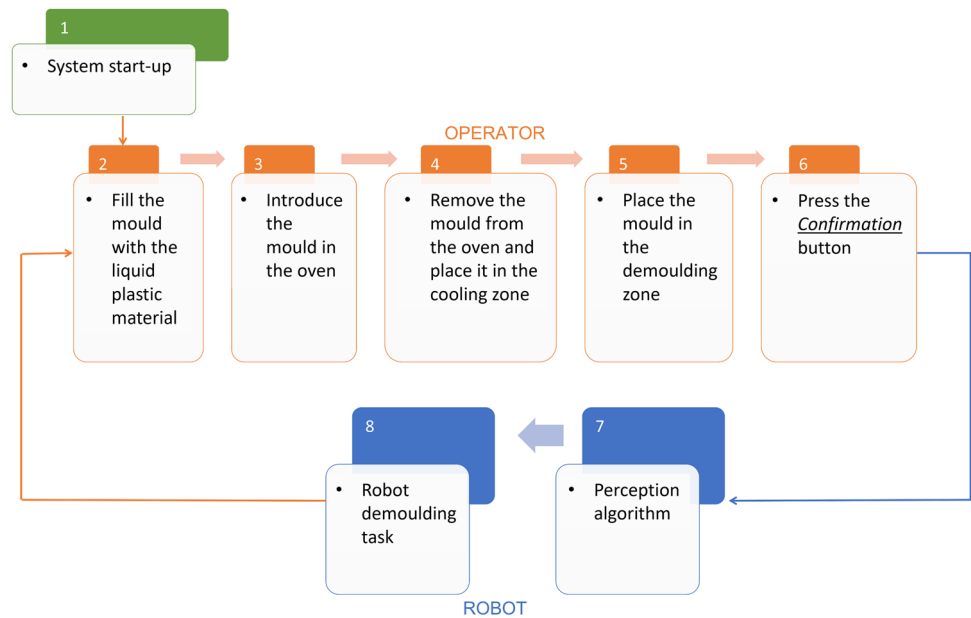 1
• System start-up
OPERATOR
2
• Fill the
mould
with the
liquid
plastic
material
3
• Introduce
the
mould in
the oven
4
• Remove the
mould from
the oven and
place it in the
cooling zone
5
• Place the
mould in
the
demoulding
zone
6
• Press the
Confirmation
button
7
• Perception
algorithm
8
• Robot
demoulding
task
ROBOT